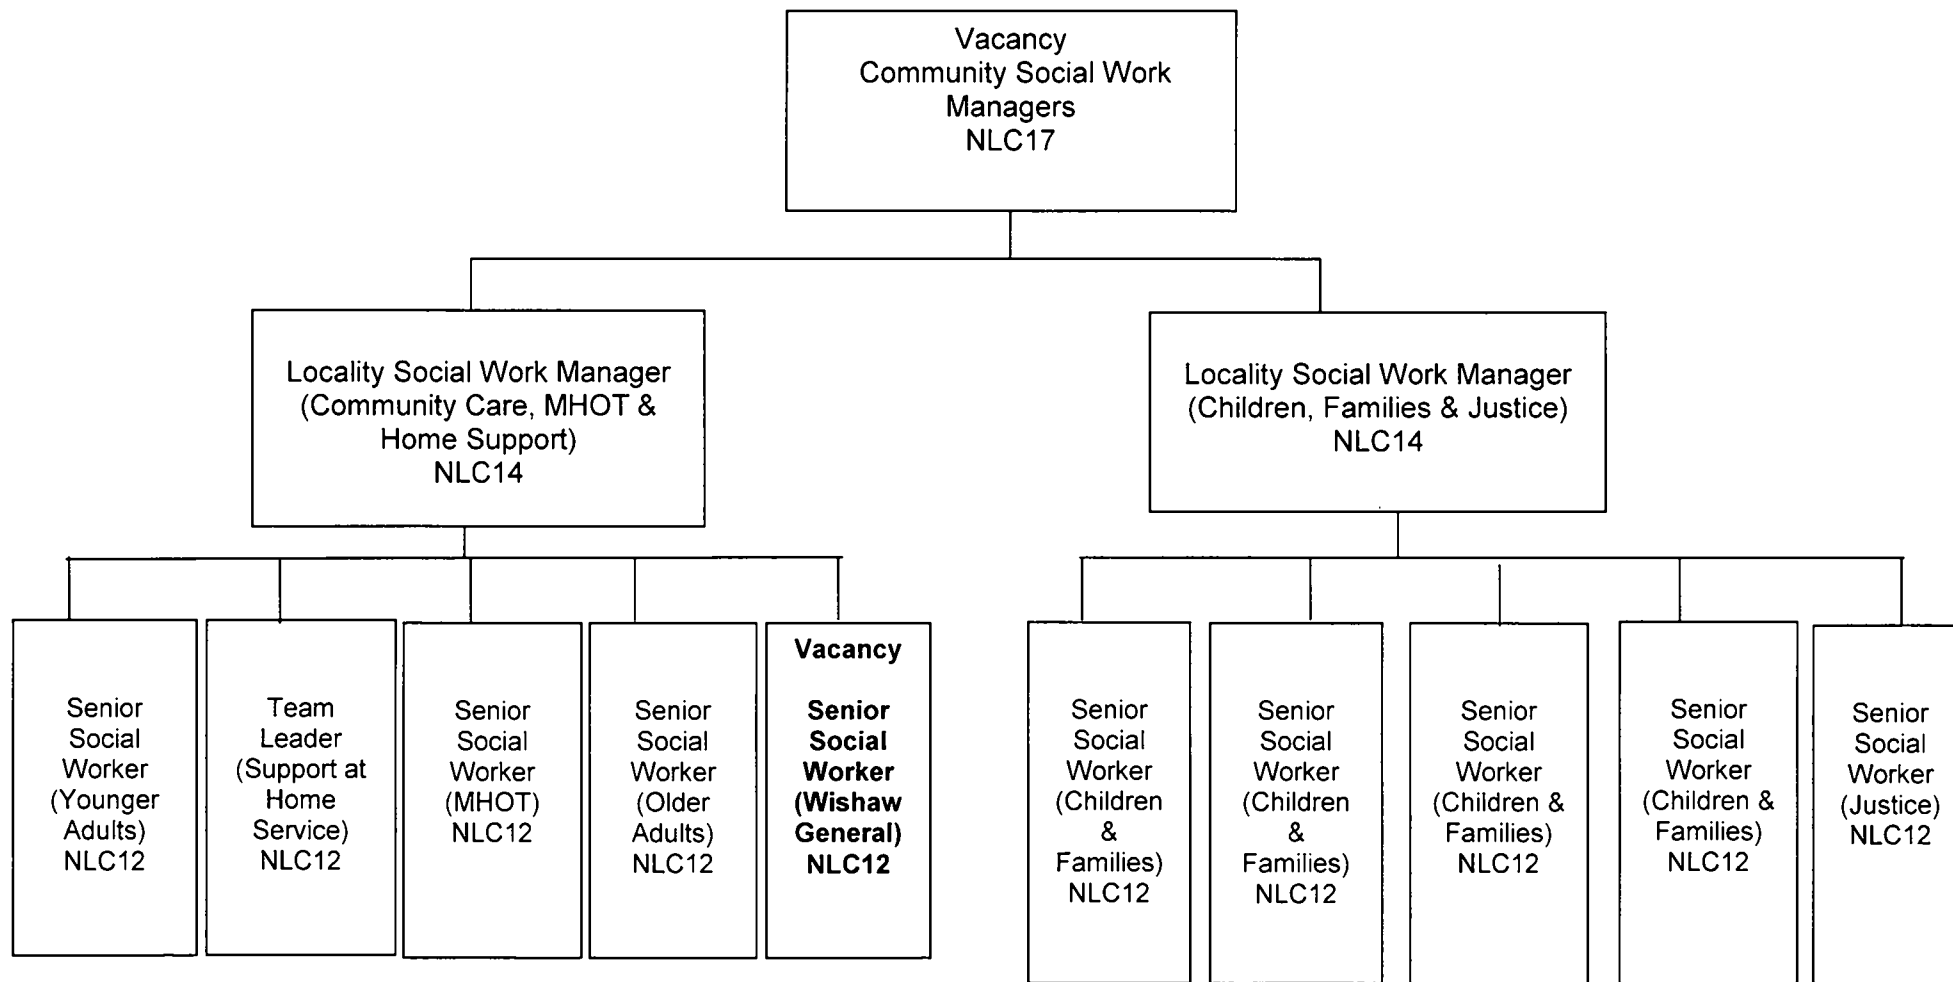 Vacancy
Community Social Work
Managers
NLC17
Locality Social Work Manager
(Community Care, MHOT &
Home Support)
NLC14
Locality Social Work Manager
(Children, Families & Justice)
NLC14
Senior
Social
Worker
(Younger
Adults)
NLC12
Team
Leader
(Support at
Home
Service)
NLC12
Senior
Social
Worker
(MHOT)
NLC12
Senior
Social
Worker
(Older
Adults)
NLC12
Vacancy
Senior
Social
Worker
(Wishaw
General)
NLC12
Senior
Social
Worker
(Children
&
Families)
NLC12
Senior
Social
Worker
(Children
&
Families)
NLC12
Senior
Social
Worker
(Children &
Families)
NLC12
Senior
Social
Worker
(Children &
Families)
NLC12
Senior
Social
Worker
(Justice)
NLC12